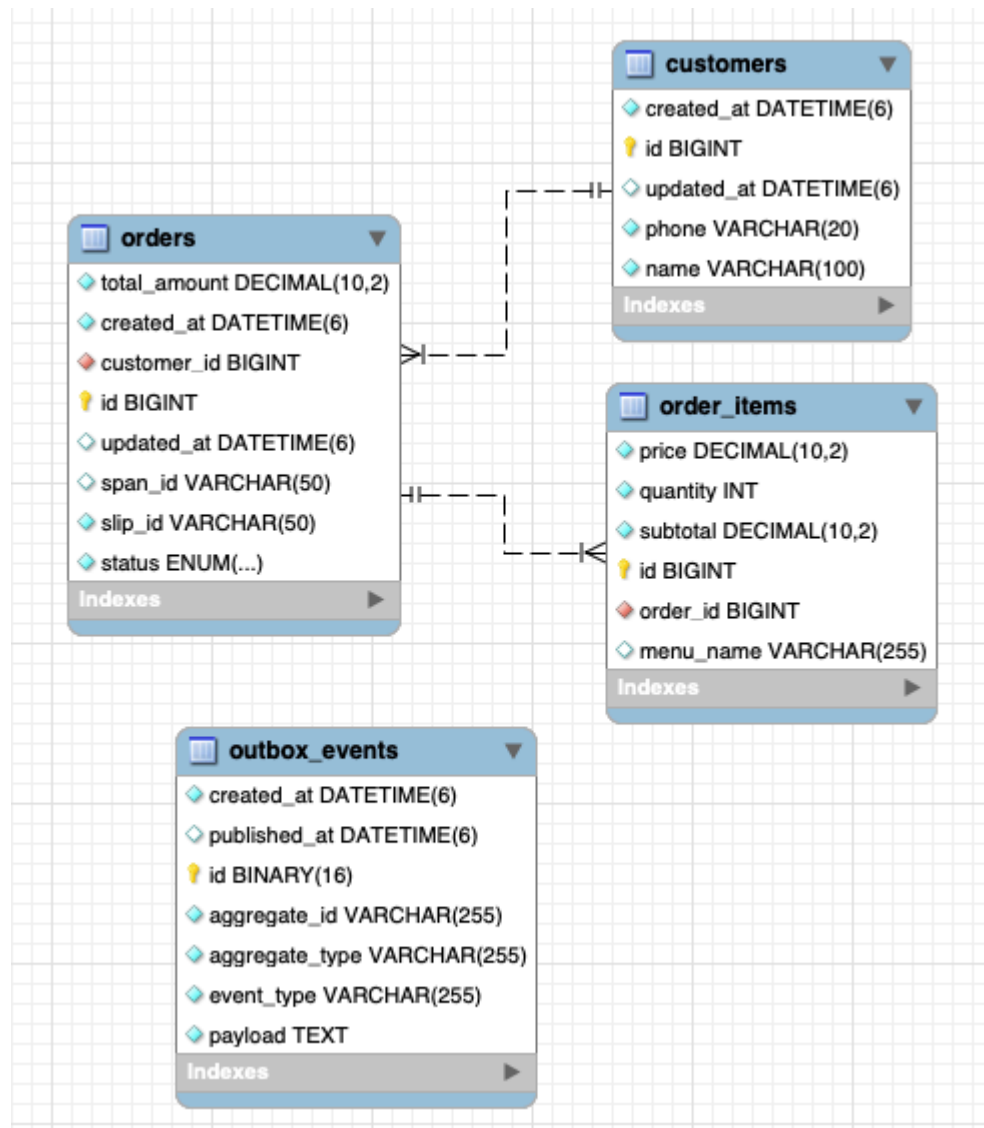 customers
created_at DATETIME(6)
id BIGINT
updated_at DATETIME(6)
phone VARCHAR(20)
name VARCHAR(100)
Indexes
orders
total_amount DECIMAL(10,2)
created_at DATETIME(6)
customer_id BIGINT
id BIGINT
updated_at DATETIME(6)
span_id VARCHAR(50)
slip_id VARCHAR(50)
status ENUM(...)
Indexes
order_items
price DECIMAL(10,2)
quantity INT
subtotal DECIMAL(10,2)
id BIGINT
order_id BIGINT
menu_name VARCHAR(255)
Indexes
outbox_events
created_at DATETIME(6)
published_at DATETIME(6)
id BINARY(16)
aggregate_id VARCHAR(255)
aggregate_type VARCHAR(255)
event_type VARCHAR(255)
payload TEXT
Indexes